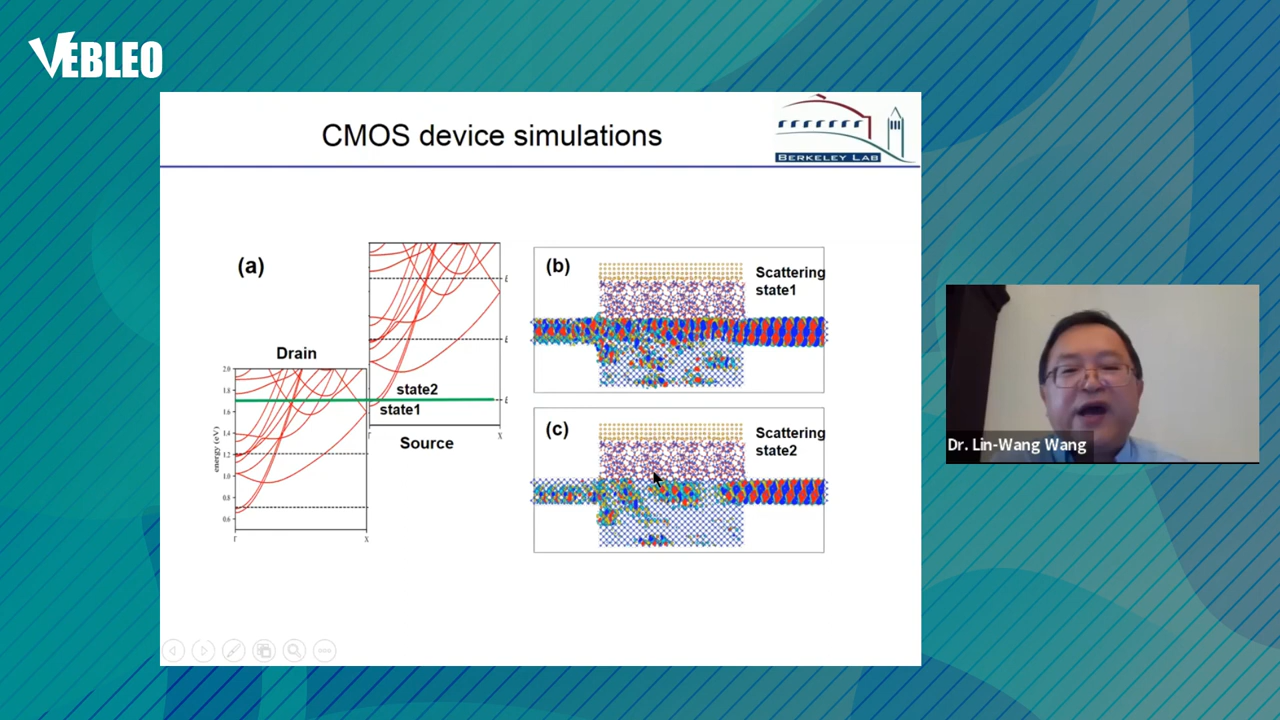 VEBLEO
CMOS device simulations
BERKELEY LAB
(a)
Drain
2.0
1.8
1.6
1.4
1.2
1.0
0.8
0.6
energy (eV)
Γ
X
state2
state1
E
E
E
Γ
X
Source
(b)
Scattering
state1
(c)
Scattering
state2
Dr. Lin-Wang Wang